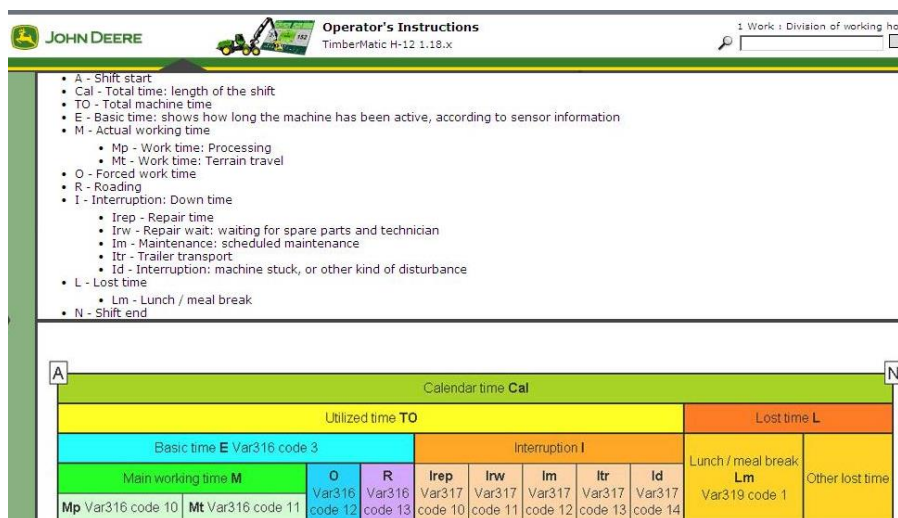 JOHN DEERE
Operator's Instructions
TimberMatic H-12 1.18.x
1 Work : Division of working ho
A - Shift start
Cal - Total time: length of the shift
TO - Total machine time
E - Basic time: shows how long the machine has been active, according to sensor information
M - Actual working time
Mp - Work time: Processing
Mt - Work time: Terrain travel
O - Forced work time
R - Roading
I - Interruption: Down time
Irep - Repair time
Irw - Repair wait: waiting for spare parts and technician
Im - Maintenance: scheduled maintenance
Itr - Trailer transport
Id - Interruption: machine stuck, or other kind of disturbance
L - Lost time
Lm - Lunch / meal break
N - Shift end
A
N
Calendar time Cal
Utilized time TO
Lost time L
Basic time E Var316 code 3
Interruption I
Lunch / meal break
Lm
Var319 code 1
Other lost time
Main working time M
O
Var316
code 12
R
Var316
code 13
Irep
Var317
code 10
Irw
Var317
code 11
Im
Var317
code 12
Itr
Var317
code 13
Id
Var317
code 14
Mp Var316 code 10
Mt Var316 code 11